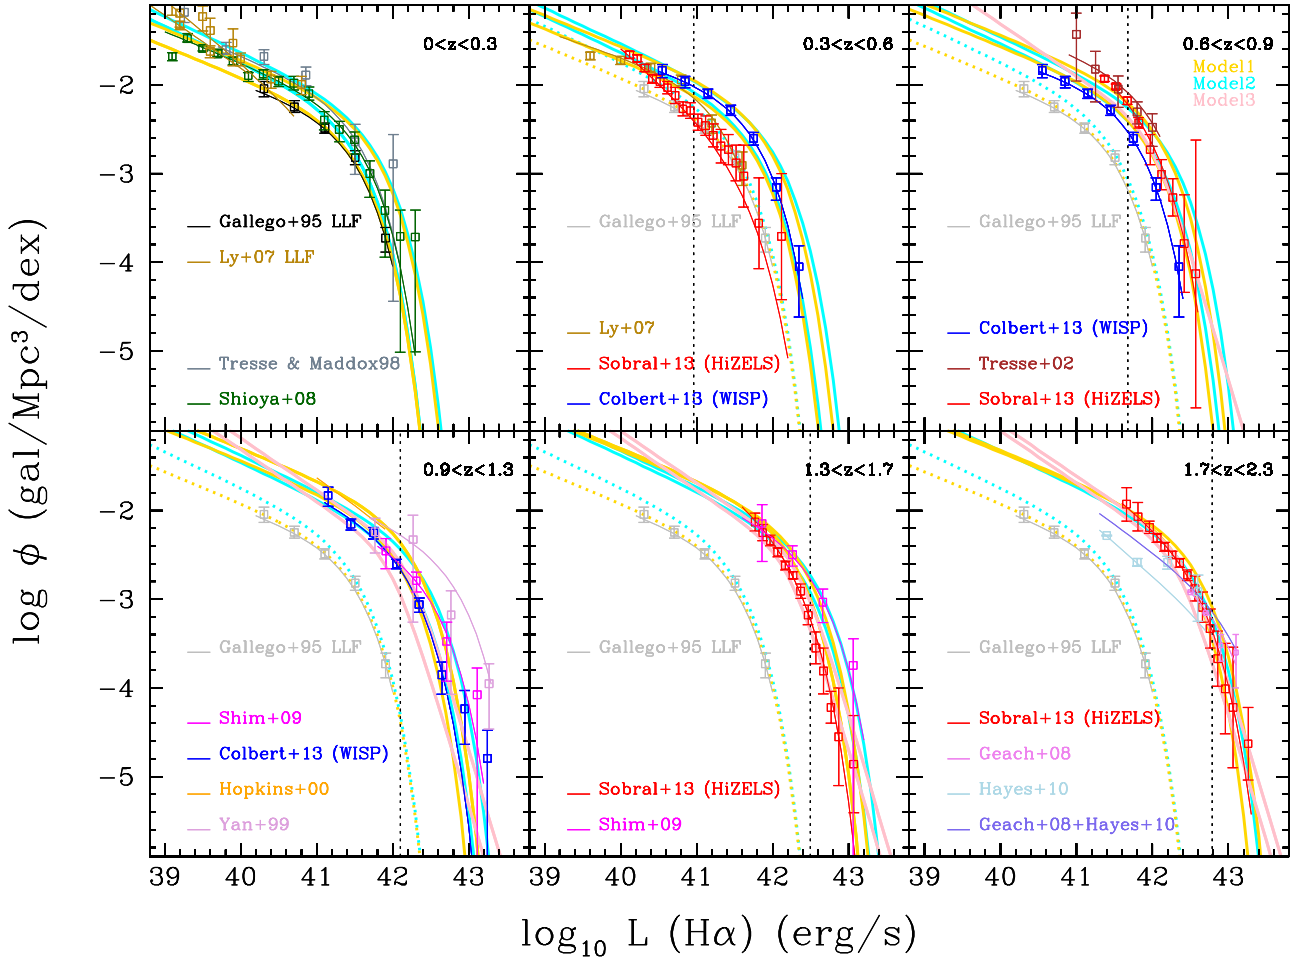 0<z<0.3
Gallego+95 LLF
Ly+07 LLF
Tresse & Maddox98
Shioya+08
0.3<z<0.6
Gallego+95 LLF
Ly+07
Sobral+13 (HiZELS)
Colbert+13 (WISP)
0.6<z<0.9
Model1
Model2
Model3
Gallego+95 LLF
Colbert+13 (WISP)
Tresse+02
Sobral+13 (HiZELS)
−2
−3
−4
−5
0.9<z<1.3
Gallego+95 LLF
Shim+09
Colbert+13 (WISP)
Hopkins+00
Yan+99
1.3<z<1.7
Gallego+95 LLF
Sobral+13 (HiZELS)
Shim+09
1.7<z<2.3
Gallego+95 LLF
Sobral+13 (HiZELS)
Geach+08
Hayes+10
Geach+08+Hayes+10
−2
−3
−4
−5
39 40 41 42 43
39 40 41 42 43
39 40 41 42 43
log ϕ (gal/Mpc³/dex)
log₁₀ L (Hα) (erg/s)